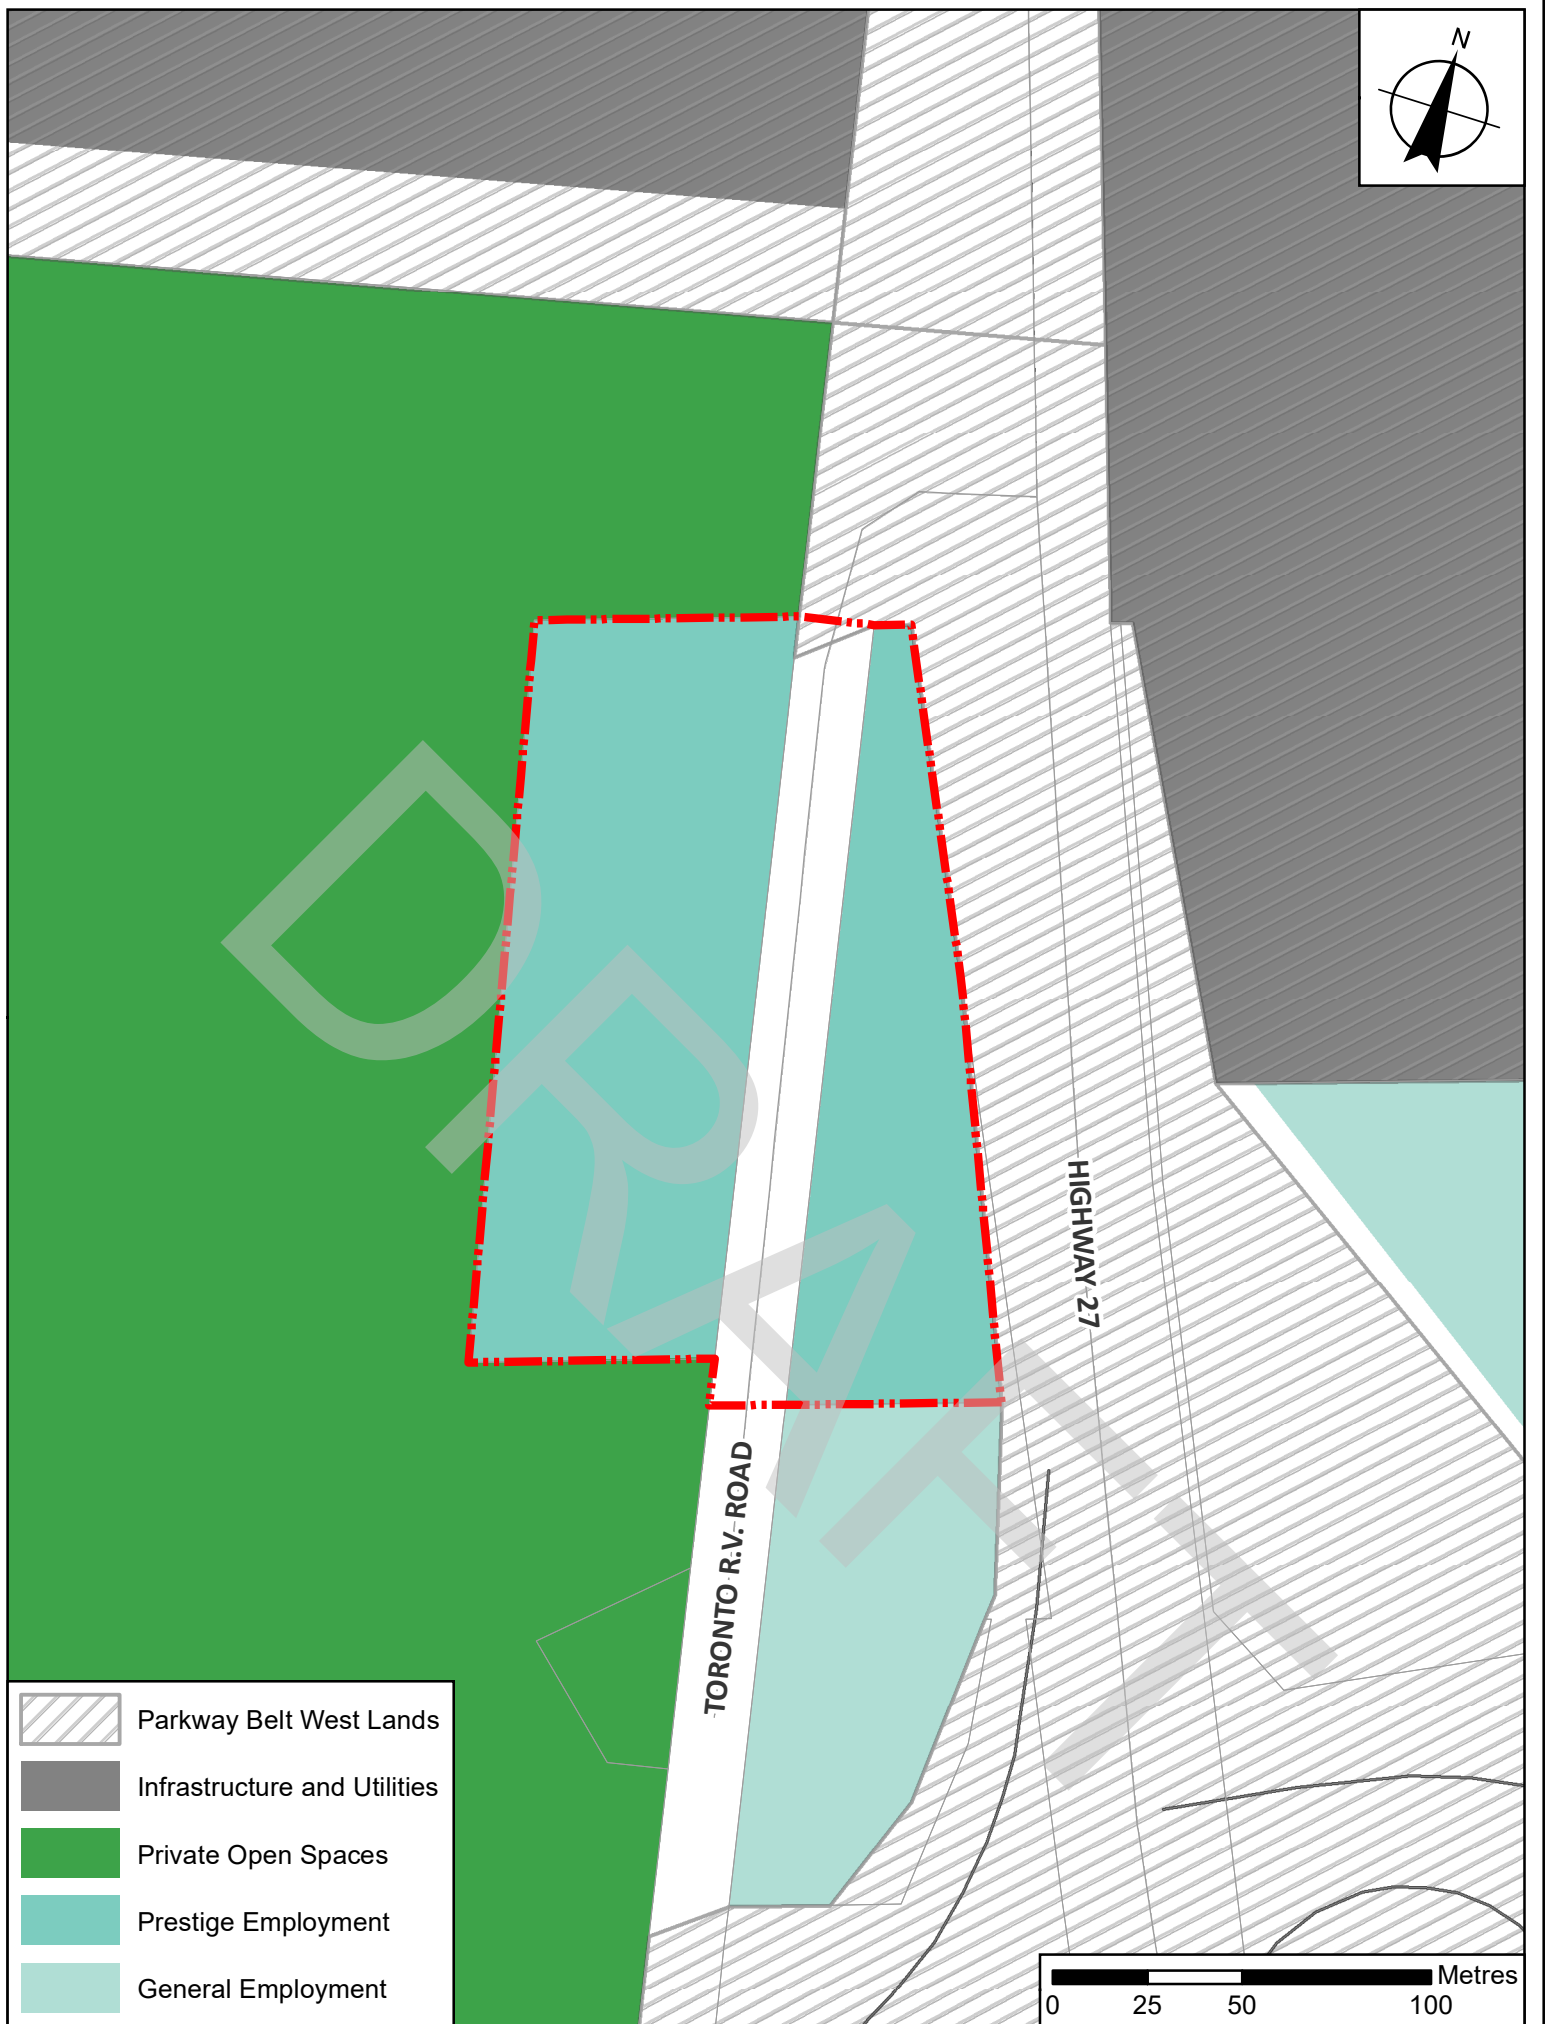 N
HIGHWAY 27
TORONTO R.V. ROAD
DRAFT
Parkway Belt West Lands
Infrastructure and Utilities
Private Open Spaces
Prestige Employment
General Employment
Metres
0 25 50 100